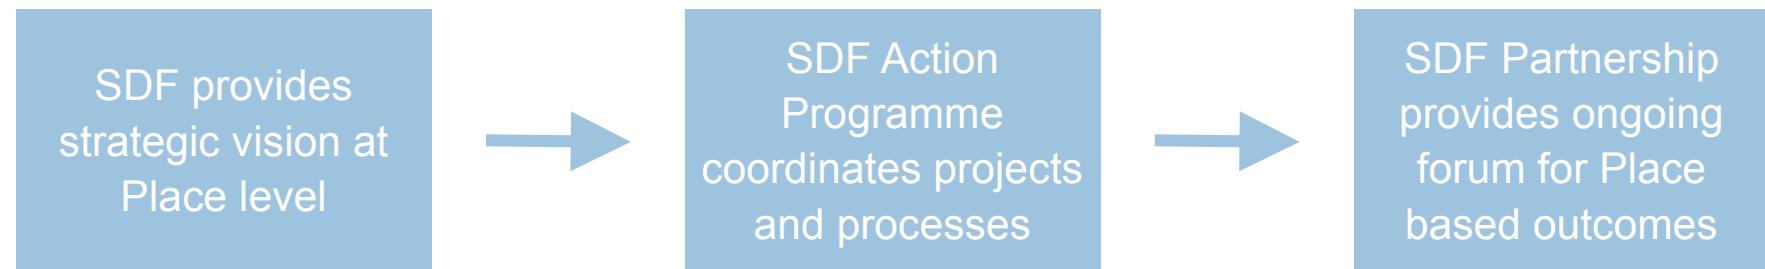 SDF provides
strategic vision at
Place level
SDF Action
Programme
coordinates projects
and processes
SDF Partnership
provides ongoing
forum for Place
based outcomes